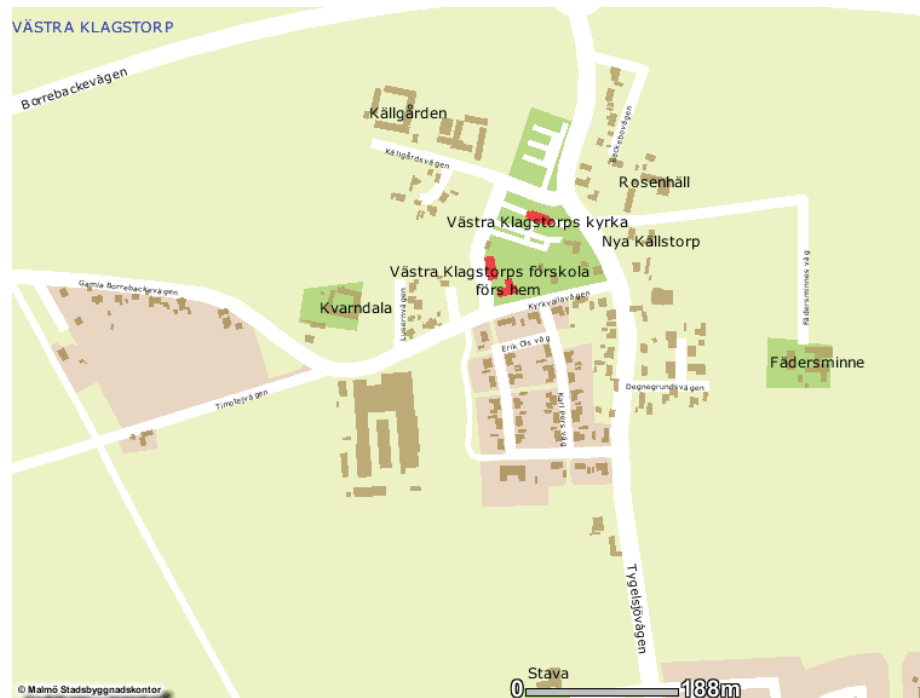 VÄSTRA KLAGSTORP
Borrebackevägen
Källgården
Källgårdsvägen
Backebovägen
Rosenhäll
Västra Klagstorps kyrka
Nya Källstorp
Västra Klagstorps förskola
förs hem
Fädersminnes väg
Gamla Borrebackevägen
Kvarndala
Lusernvägen
Kyrkvallavägen
Erik Ols väg
Fädersminne
Degnegrundsvägen
Timotejvägen
Karl Pers väg
Tygelsjövägen
Stava
© Malmö Stadsbyggnadskontor
0 188m